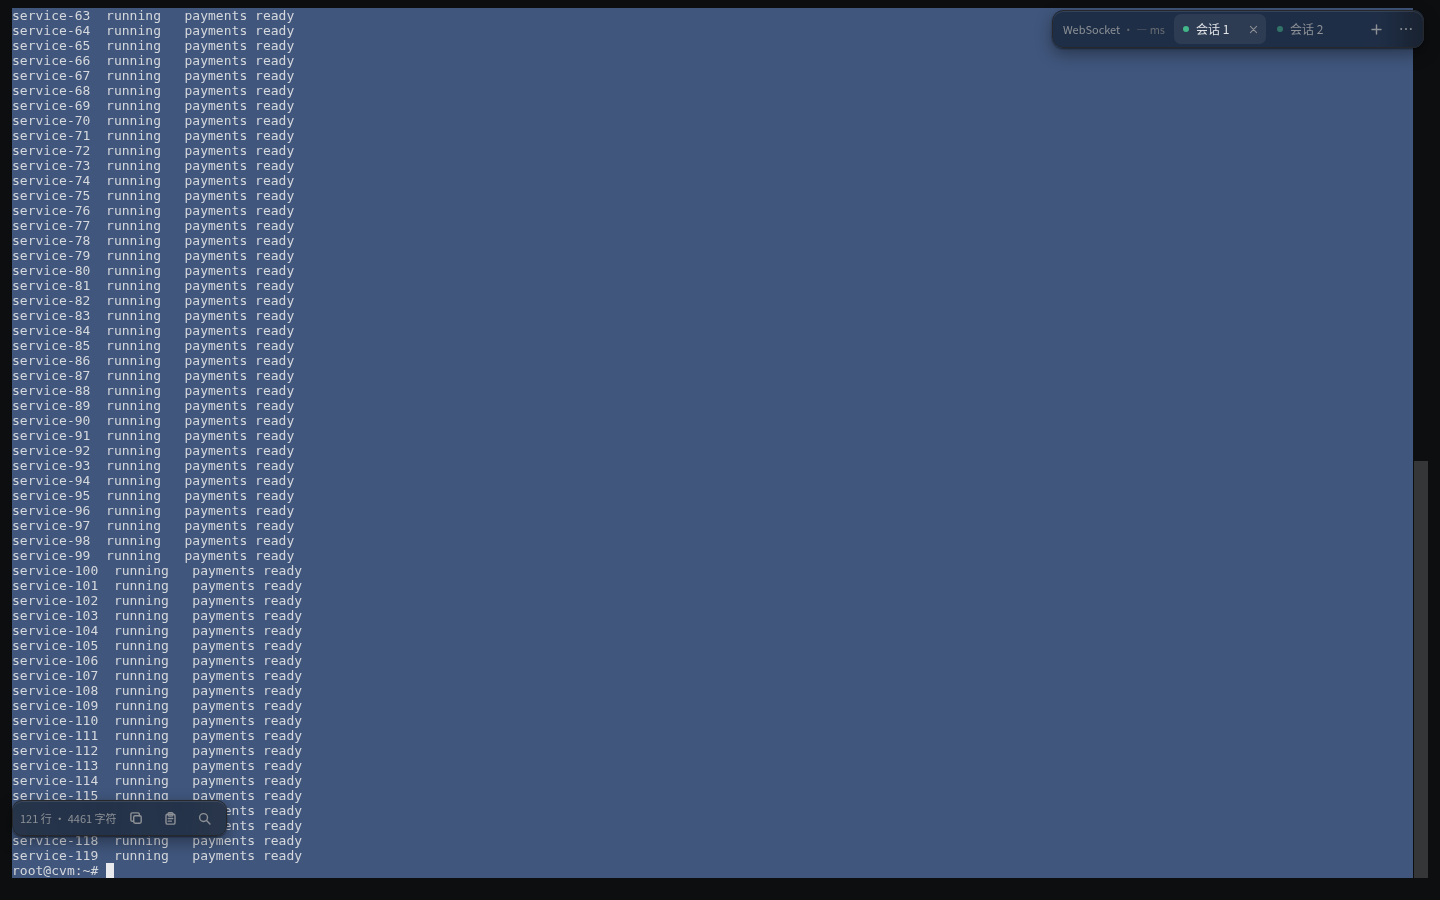 service-63  running   payments ready
WebSocket · — ms 会话 1 × 会话 2 + ···
service-64  running   payments ready
service-65  running   payments ready
service-66  running   payments ready
service-67  running   payments ready
service-68  running   payments ready
service-69  running   payments ready
service-70  running   payments ready
service-71  running   payments ready
service-72  running   payments ready
service-73  running   payments ready
service-74  running   payments ready
service-75  running   payments ready
service-76  running   payments ready
service-77  running   payments ready
service-78  running   payments ready
service-79  running   payments ready
service-80  running   payments ready
service-81  running   payments ready
service-82  running   payments ready
service-83  running   payments ready
service-84  running   payments ready
service-85  running   payments ready
service-86  running   payments ready
service-87  running   payments ready
service-88  running   payments ready
service-89  running   payments ready
service-90  running   payments ready
service-91  running   payments ready
service-92  running   payments ready
service-93  running   payments ready
service-94  running   payments ready
service-95  running   payments ready
service-96  running   payments ready
service-97  running   payments ready
service-98  running   payments ready
service-99  running   payments ready
service-100  running   payments ready
service-101  running   payments ready
service-102  running   payments ready
service-103  running   payments ready
service-104  running   payments ready
service-105  running   payments ready
service-106  running   payments ready
service-107  running   payments ready
service-108  running   payments ready
service-109  running   payments ready
service-110  running   payments ready
service-111  running   payments ready
service-112  running   payments ready
service-113  running   payments ready
service-114  running   payments ready
service-115  running   payments ready
ents ready
121 行 · 4461 字符
ents ready
service-118  running   payments ready
service-119  running   payments ready
root@cvm:~#